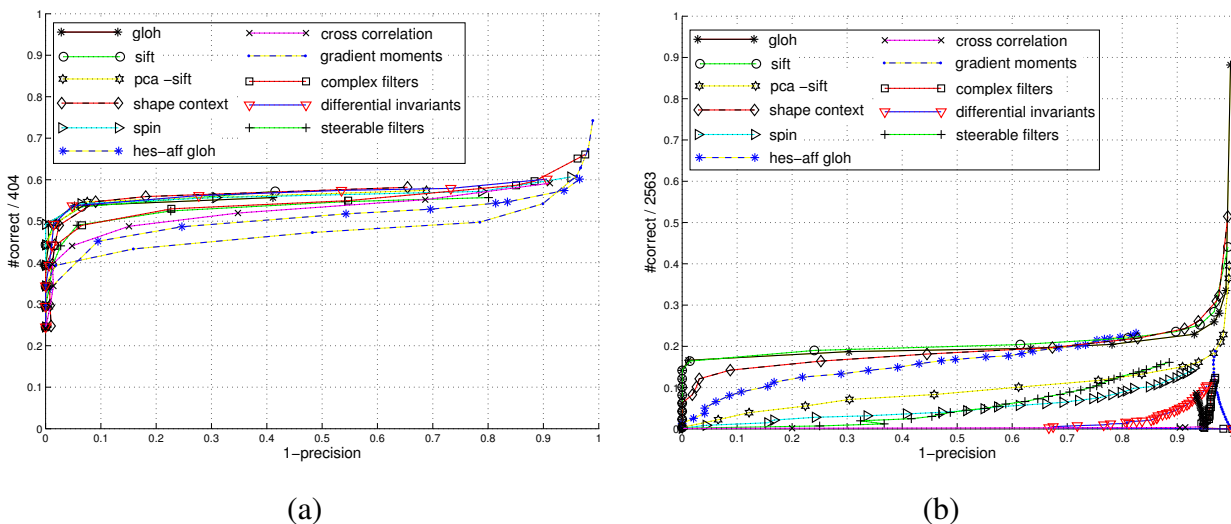 1
0.9
0.8
0.7
0.6
0.5
0.4
0.3
0.2
0.1
0
#correct / 404
gloh
sift
pca −sift
shape context
spin
hes−aff gloh
cross correlation
gradient moments
complex filters
differential invariants
steerable filters
0 0.1 0.2 0.3 0.4 0.5 0.6 0.7 0.8 0.9 1
1−precision
(a)
1
0.9
0.8
0.7
0.6
0.5
0.4
0.3
0.2
0.1
0
#correct / 2563
gloh
sift
pca −sift
shape context
spin
hes−aff gloh
cross correlation
gradient moments
complex filters
differential invariants
steerable filters
0 0.1 0.2 0.3 0.4 0.5 0.6 0.7 0.8 0.9
1−precision
(b)